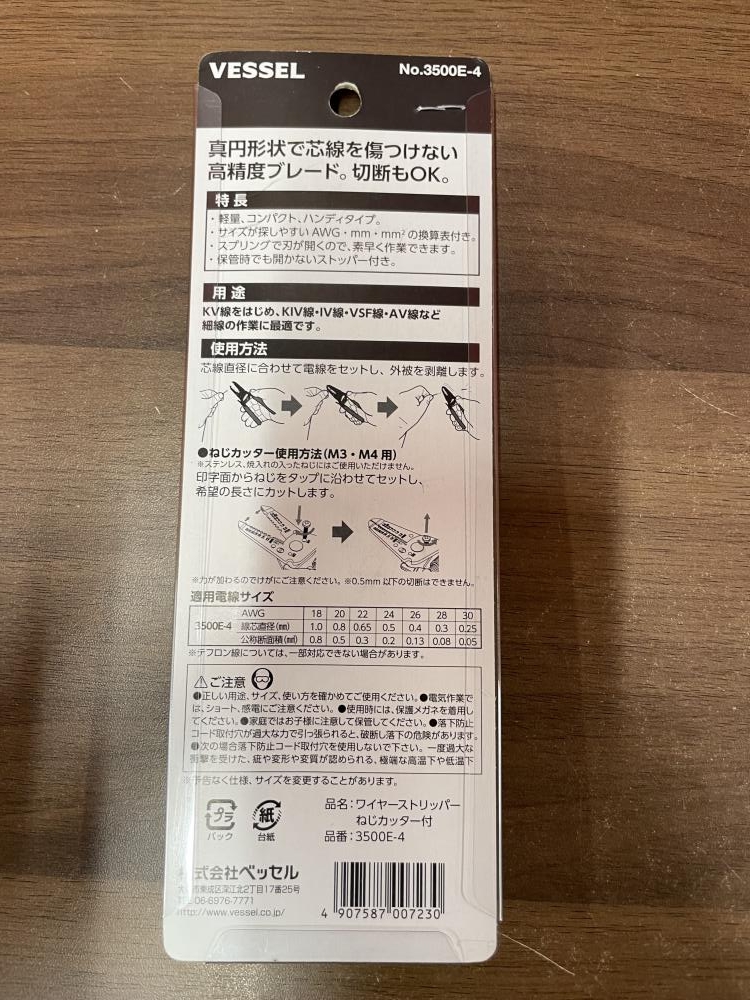 VESSEL
No.3500E-4
真円形状で芯線を傷つけない
高精度ブレード。切断もOK。
特長
・軽量、コンパクト、ハンディタイプ。
・サイズが探しやすいAWG・mm・mm²の換算表付き。
・スプリングで刃が開くので、素早く作業できます。
・保管時でも開かないストッパー付き。
用途
KV線をはじめ、KIV線・IV線・VSF線・AV線など
細線の作業に最適です。
使用方法
芯線直径に合わせて電線をセットし、外被を剥離します。
●ねじカッター使用方法(M3・M4用)
※ステンレス、焼入れの入ったねじにはご使用いただけません。
印字面からねじをタップに沿わせてセットし、
希望の長さにカットします。
※力が加わるのでけがにご注意ください。※0.5mm以下の切断はできません。
適用電線サイズ
AWG 18 20 22 24 26 28 30
3500E-4 線芯直径(mm) 1.0 0.8 0.65 0.5 0.4 0.3 0.25
公称断面積(㎟) 0.8 0.5 0.3 0.2 0.13 0.08 0.05
※テフロン線については、一部対応できない場合があります。
⚠ご注意
❶正しい用途、サイズ、使い方を確かめてご使用ください。●電気作業で
は、ショート、感電にご注意ください。●使用時には、保護メガネを着用し
てください。●家庭ではお子様に注意して保管してください。●落下防止
コード取付穴が過大な力で引っ張られると、破断し落下の危険があります。
❶次の場合落下防止コード取付穴を使用しないで下さい。一度過大な
衝撃を受けた、疵や変形や変質が認められる、極端な高温下や低温下
※予告なく仕様、サイズを変更することがあります。
プラ
パック
紙
台紙
品名:ワイヤーストリッパー
ねじカッター付
品番:3500E-4
株式会社ベッセル
市東成区深江北2丁目17番25号
06-6976-7771
http://www.vessel.co.jp/
4 907587 007230